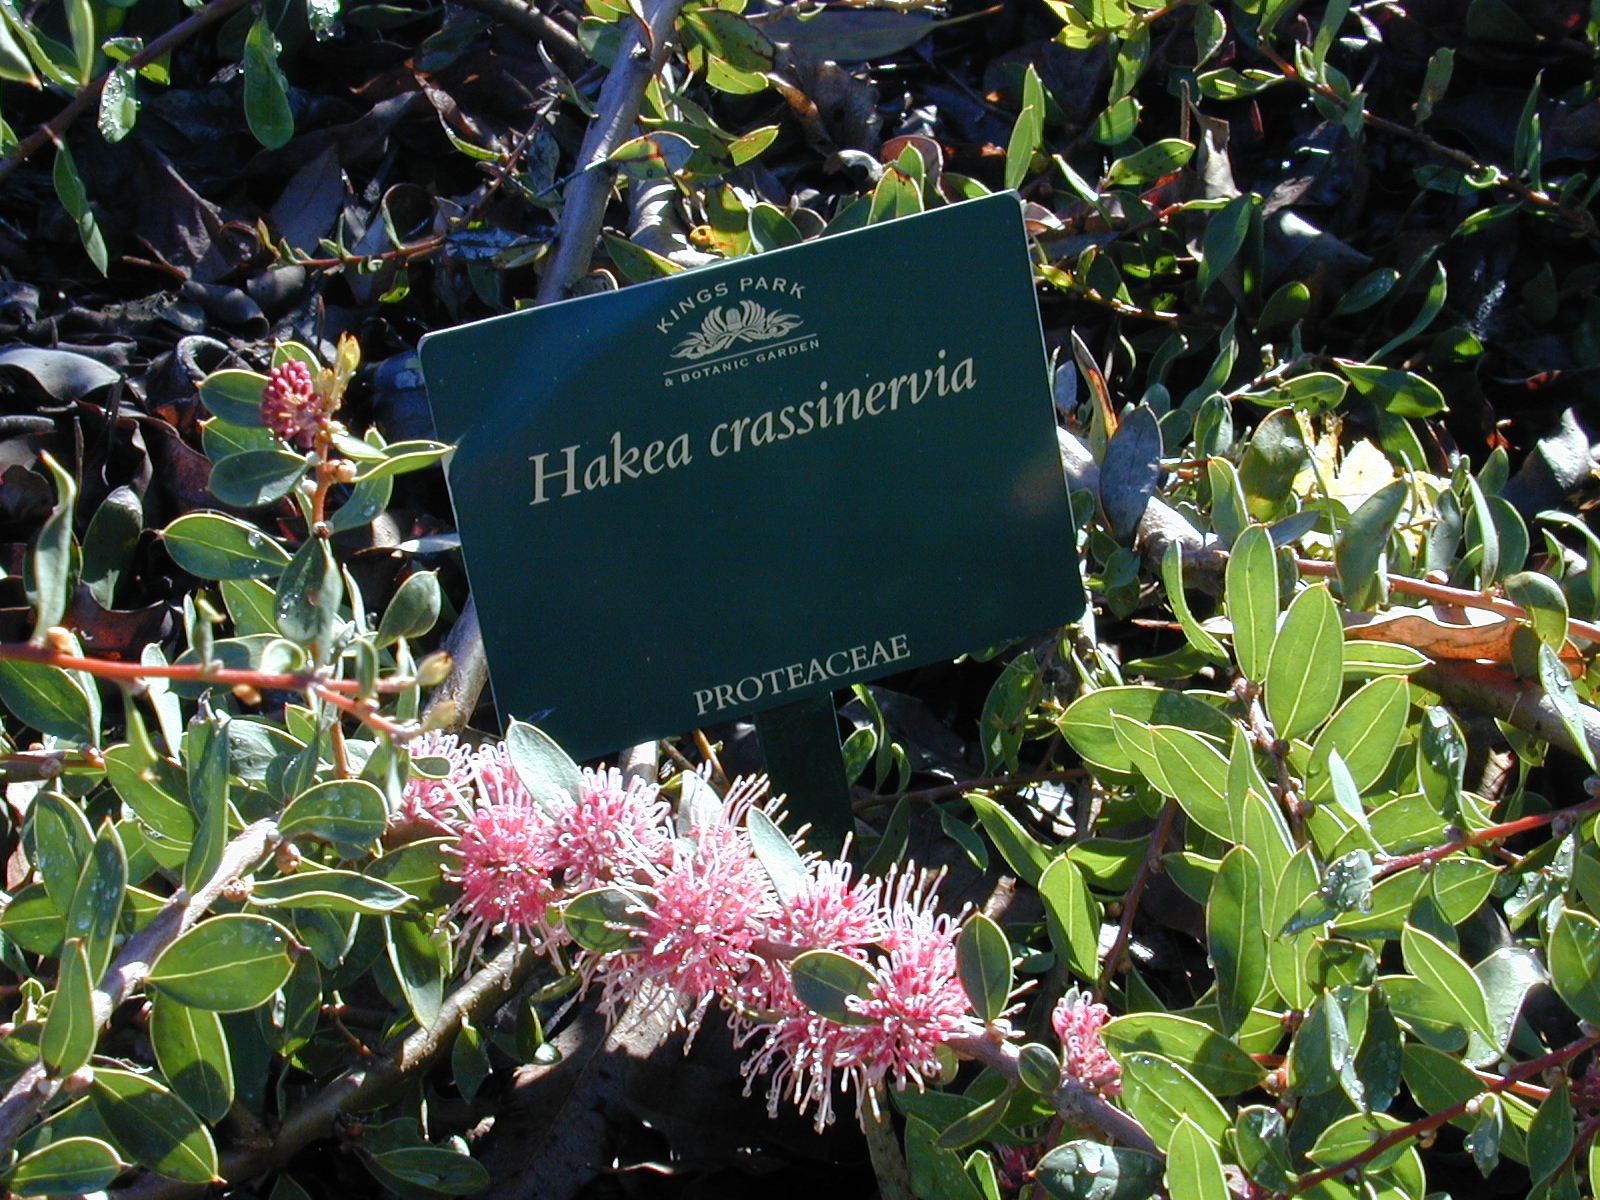 KINGS PARK
& BOTANIC GARDEN
Hakea crassinervia
PROTEACEAE